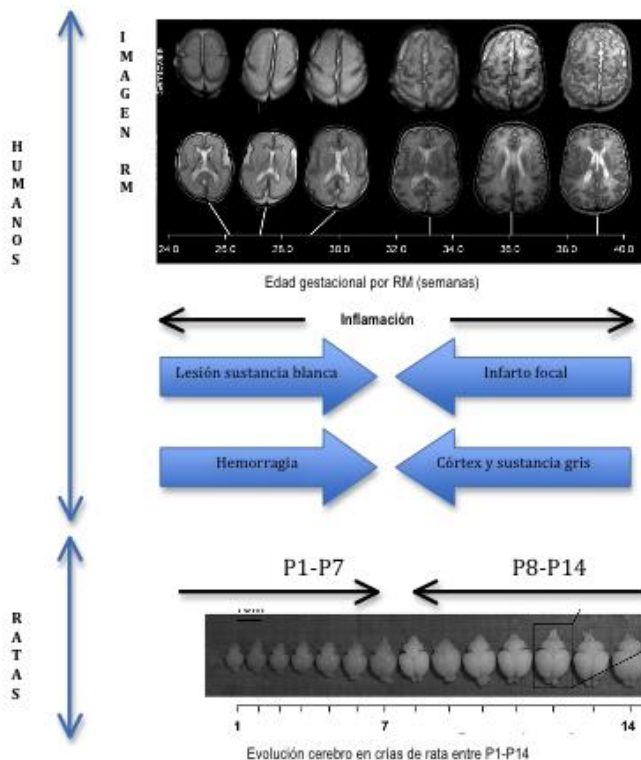 HUMANOS
IMAGEN RM
24.0 26.0 28.0 30.0 32.0 34.0 36.0 38.0 40.0
Edad gestacional por RM (semanas)
Inflamación
Lesión sustancia blanca
Infarto focal
Hemorragia
Córtex y sustancia gris
RATAS
P1-P7
P8-P14
1 7 14
Evolución cerebro en crías de rata entre P1-P14